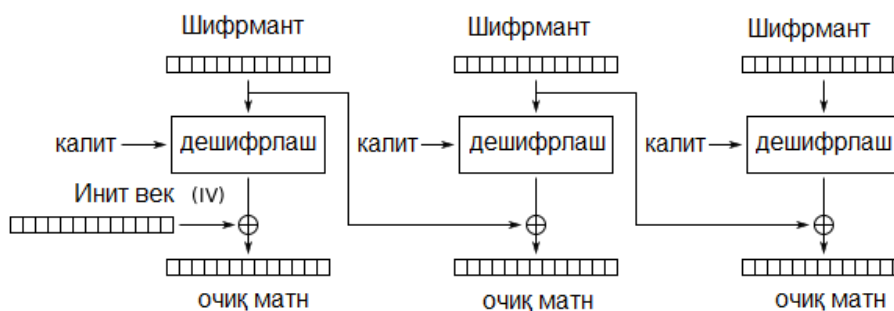 Шифрмант Шифрмант Шифрмант
калит дешифрлаш калит дешифрлаш калит дешифрлаш
Инит век (IV)
очиқ матн очиқ матн очиқ матн